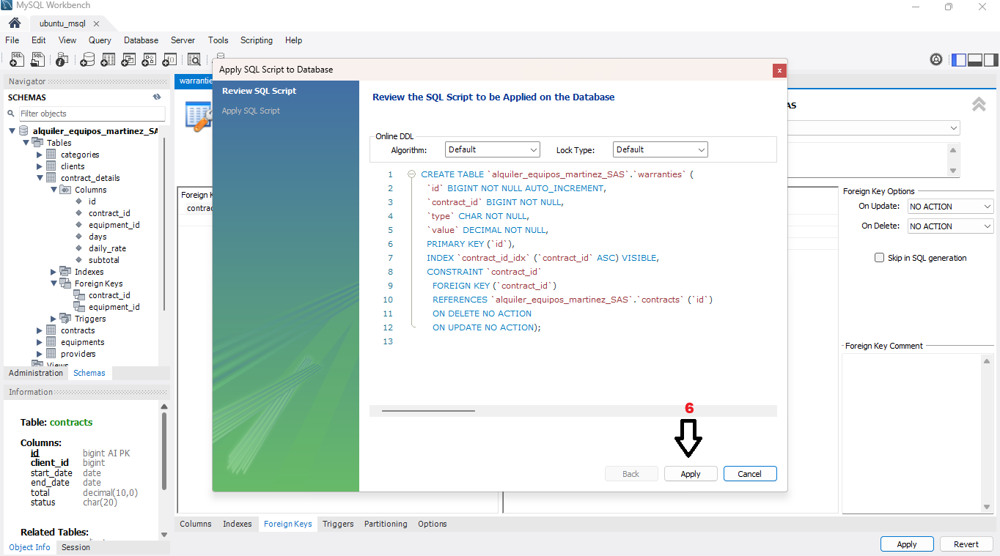 MySQL Workbench
ubuntu_msql
File Edit View Query Database Server Tools Scripting Help
Navigator
SCHEMAS
Filter objects
alquiler_equipos_martinez_SA
Tables
categories
clients
contract_details
Columns
id
contract_id
equipment_id
days
daily_rate
subtotal
Indexes
Foreign Keys
contract_id
equipment_id
Triggers
contracts
equipments
providers
Views
Administration Schemas
Information
Table: contracts
Columns:
id bigint AI PK
client_id bigint
start_date date
end_date date
total decimal(10,0)
status char(20)
Related Tables:
Object Info Session
warrantie
Foreign K
contrac
Apply SQL Script to Database
Review SQL Script
Apply SQL Script
Review the SQL Script to be Applied on the Database
Online DDL
Algorithm: Default Lock Type: Default
1 CREATE TABLE `alquiler_equipos_martinez_SAS`.`warranties` (
2 `id` BIGINT NOT NULL AUTO_INCREMENT,
3 `contract_id` BIGINT NOT NULL,
4 `type` CHAR NOT NULL,
5 `value` DECIMAL NOT NULL,
6 PRIMARY KEY (`id`),
7 INDEX `contract_id_idx` (`contract_id` ASC) VISIBLE,
8 CONSTRAINT `contract_id`
9 FOREIGN KEY (`contract_id`)
10 REFERENCES `alquiler_equipos_martinez_SAS`.`contracts` (`id`)
11 ON DELETE NO ACTION
12 ON UPDATE NO ACTION);
13
6
Back Apply Cancel
AS
Foreign Key Options
On Update: NO ACTION
On Delete: NO ACTION
Skip in SQL generation
Foreign Key Comment
Columns Indexes Foreign Keys Triggers Partitioning Options
Apply Revert